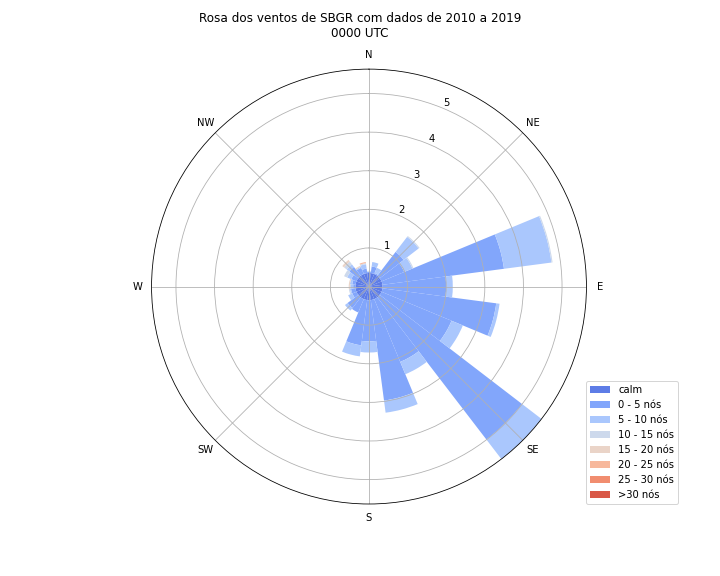 Rosa dos ventos de SBGR com dados de 2010 a 2019
0000 UTC
N
NW
NE
5
4
3
2
1
W
E
SW
SE
S
calm
0 - 5 nós
5 - 10 nós
10 - 15 nós
15 - 20 nós
20 - 25 nós
25 - 30 nós
>30 nós